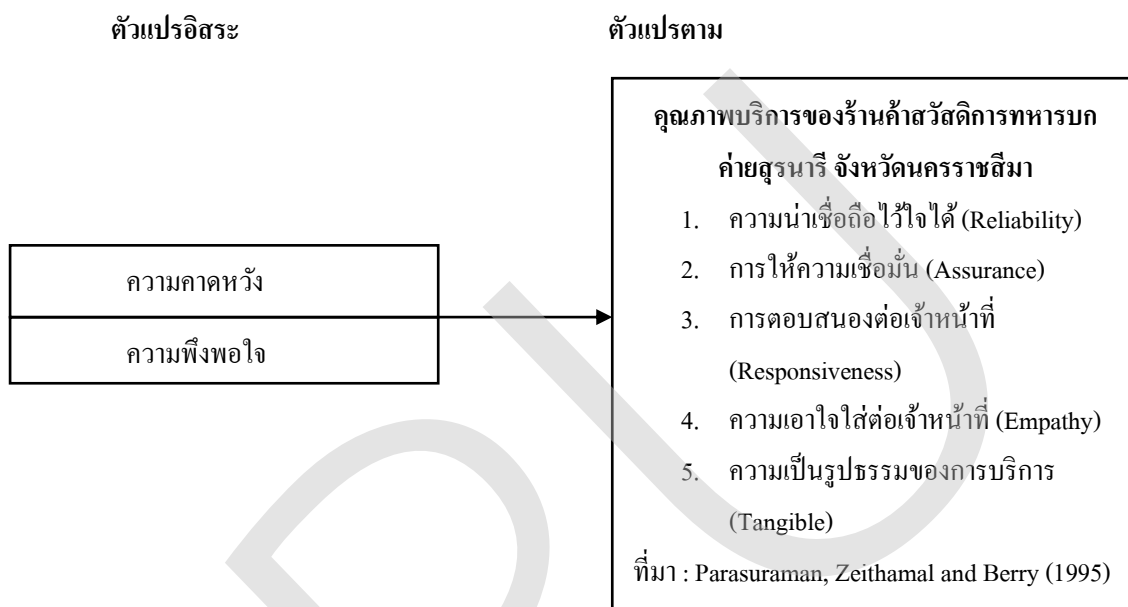 ตัวแปรอิสระ
ตัวแปรตาม
ความคาดหวัง
ความพึงพอใจ
คุณภาพบริการของร้านค้าสวัสดิการทหารบก
ค่ายสุรนารี จังหวัดนครราชสีมา
1. ความน่าเชื่อถือไว้ใจได้ (Reliability)
2. การให้ความเชื่อมั่น (Assurance)
3. การตอบสนองต่อเจ้าหน้าที่
(Responsiveness)
4. ความเอาใจใส่ต่อเจ้าหน้าที่ (Empathy)
5. ความเป็นรูปธรรมของการบริการ
(Tangible)
ที่มา : Parasuraman, Zeithamal and Berry (1995)
DPU